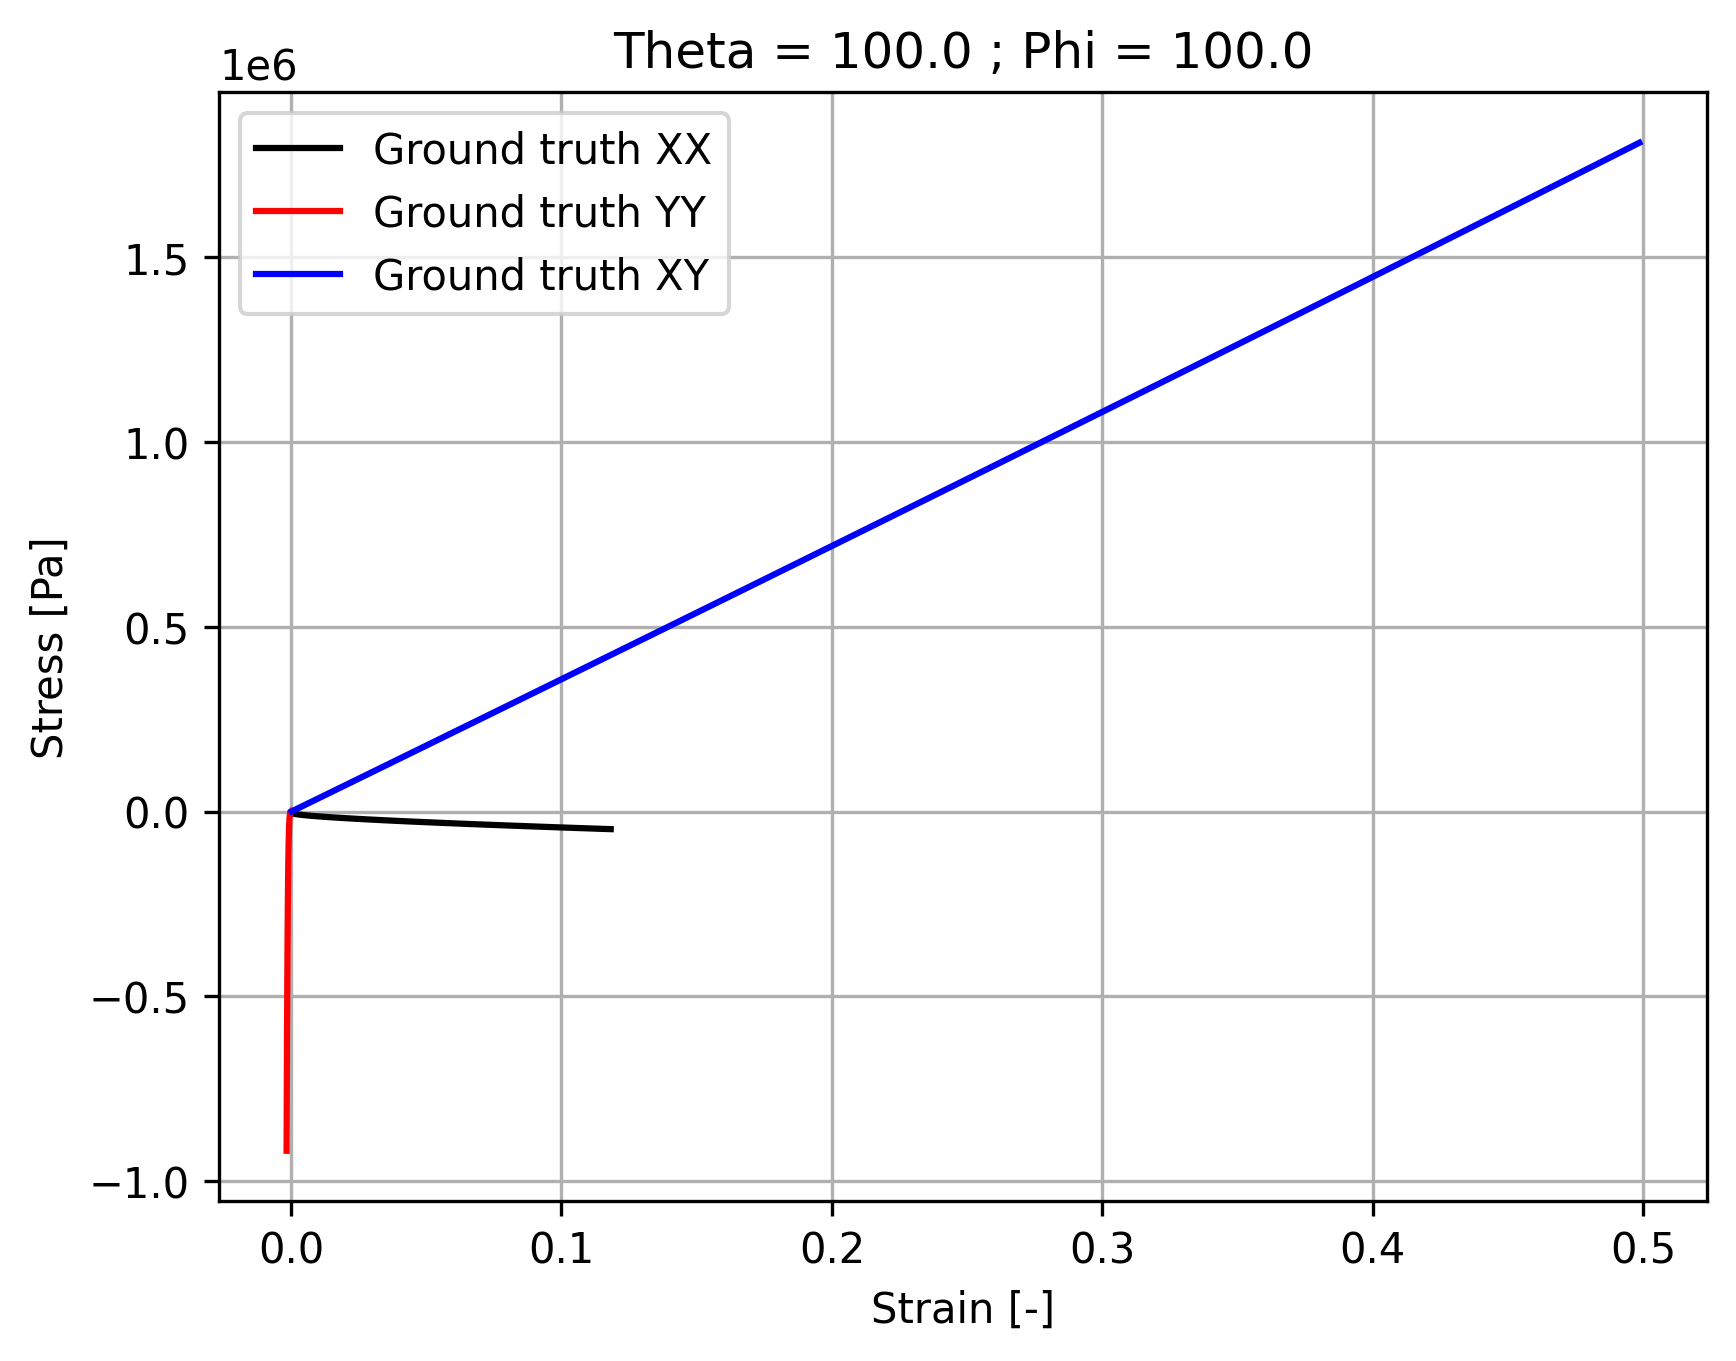 Theta = 100.0 ; Phi = 100.0
1e6
Ground truth XX
Ground truth YY
Ground truth XY
1.5
1.0
0.5
0.0
−0.5
−1.0
Stress [Pa]
0.0 0.1 0.2 0.3 0.4 0.5
Strain [-]